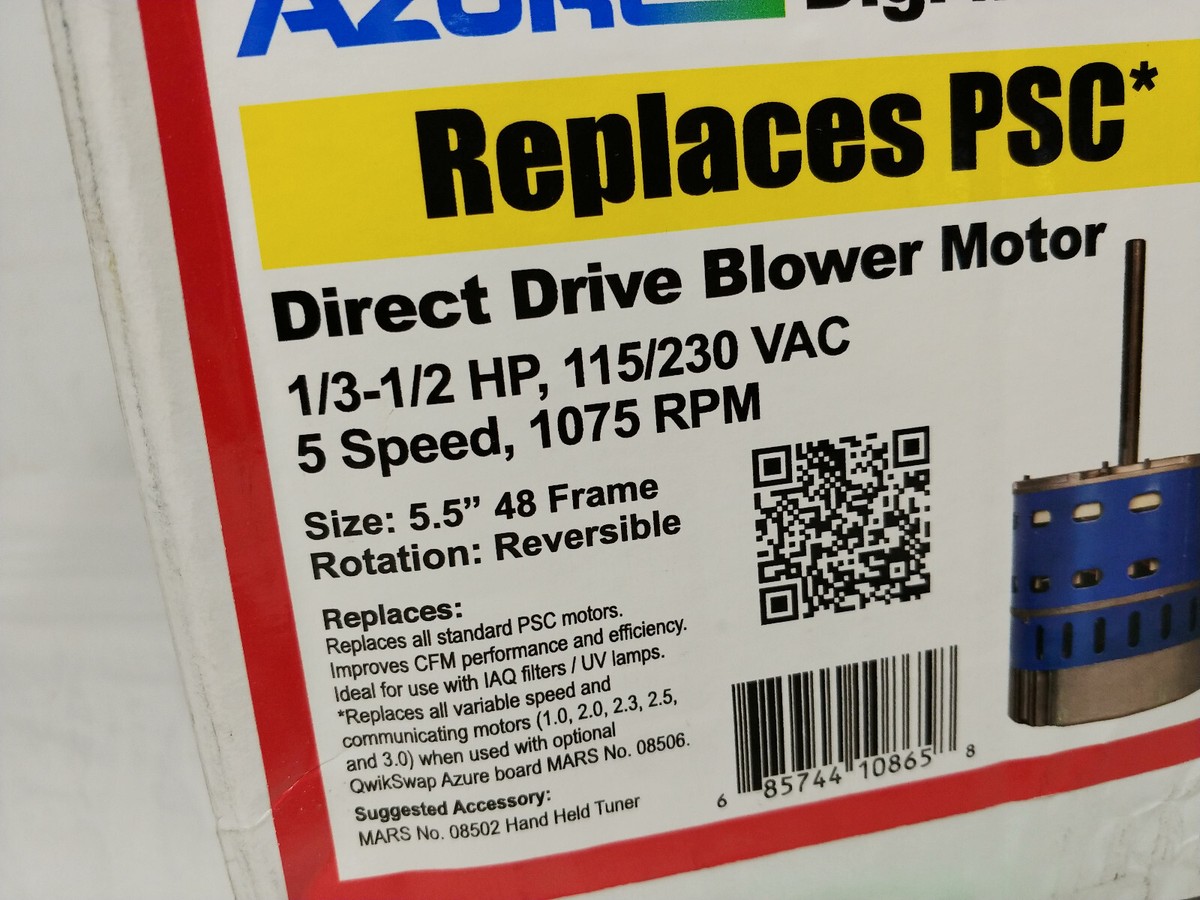 AZURE
Replaces PSC*
Direct Drive Blower Motor
1/3-1/2 HP, 115/230 VAC
5 Speed, 1075 RPM
Size: 5.5” 48 Frame
Rotation: Reversible
Replaces:
Replaces all standard PSC motors.
Improves CFM performance and efficiency.
Ideal for use with IAQ filters / UV lamps.
*Replaces all variable speed and
communicating motors (1.0, 2.0, 2.3, 2.5,
and 3.0) when used with optional
QwikSwap Azure board MARS No. 08506.
Suggested Accessory:
MARS No. 08502 Hand Held Tuner
6 85744 10865 8